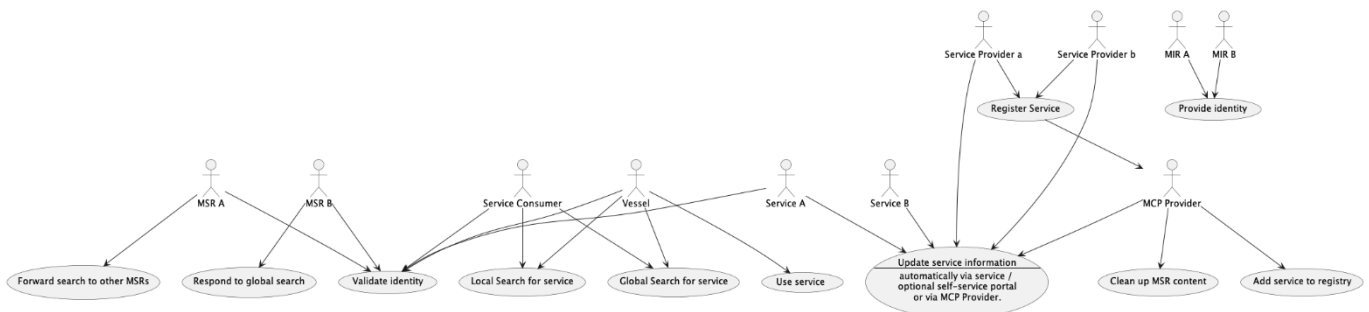 Service Provider a
Service Provider b
MIR A
MIR B
Register Service
Provide identity
MSR A
MSR B
Service Consumer
Vessel
Service A
Service B
MCP Provider
Forward search to other MSRs
Respond to global search
Validate identity
Local Search for service
Global Search for service
Use service
Update service information
automatically via service /
optional self-service portal
or via MCP Provider.
Clean up MSR content
Add service to registry